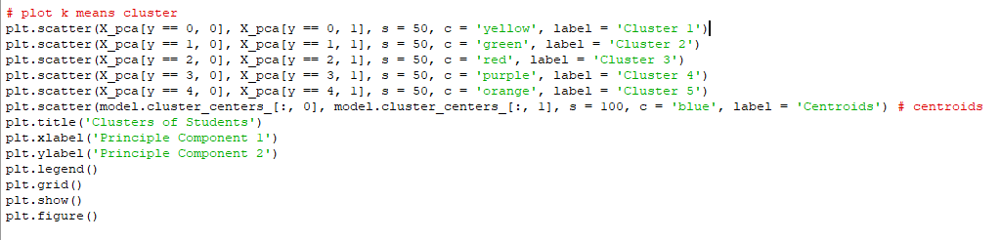 # plot k means cluster
plt.scatter(X_pca[y == 0, 0], X_pca[y == 0, 1], s = 50, c = 'yellow', label = 'Cluster 1')
plt.scatter(X_pca[y == 1, 0], X_pca[y == 1, 1], s = 50, c = 'green', label = 'Cluster 2')
plt.scatter(X_pca[y == 2, 0], X_pca[y == 2, 1], s = 50, c = 'red', label = 'Cluster 3')
plt.scatter(X_pca[y == 3, 0], X_pca[y == 3, 1], s = 50, c = 'purple', label = 'Cluster 4')
plt.scatter(X_pca[y == 4, 0], X_pca[y == 4, 1], s = 50, c = 'orange', label = 'Cluster 5')
plt.scatter(model.cluster_centers_[:, 0], model.cluster_centers_[:, 1], s = 100, c = 'blue', label = 'Centroids') # centroids
plt.title('Clusters of Students')
plt.xlabel('Principle Component 1')
plt.ylabel('Principle Component 2')
plt.legend()
plt.grid()
plt.show()
plt.figure()